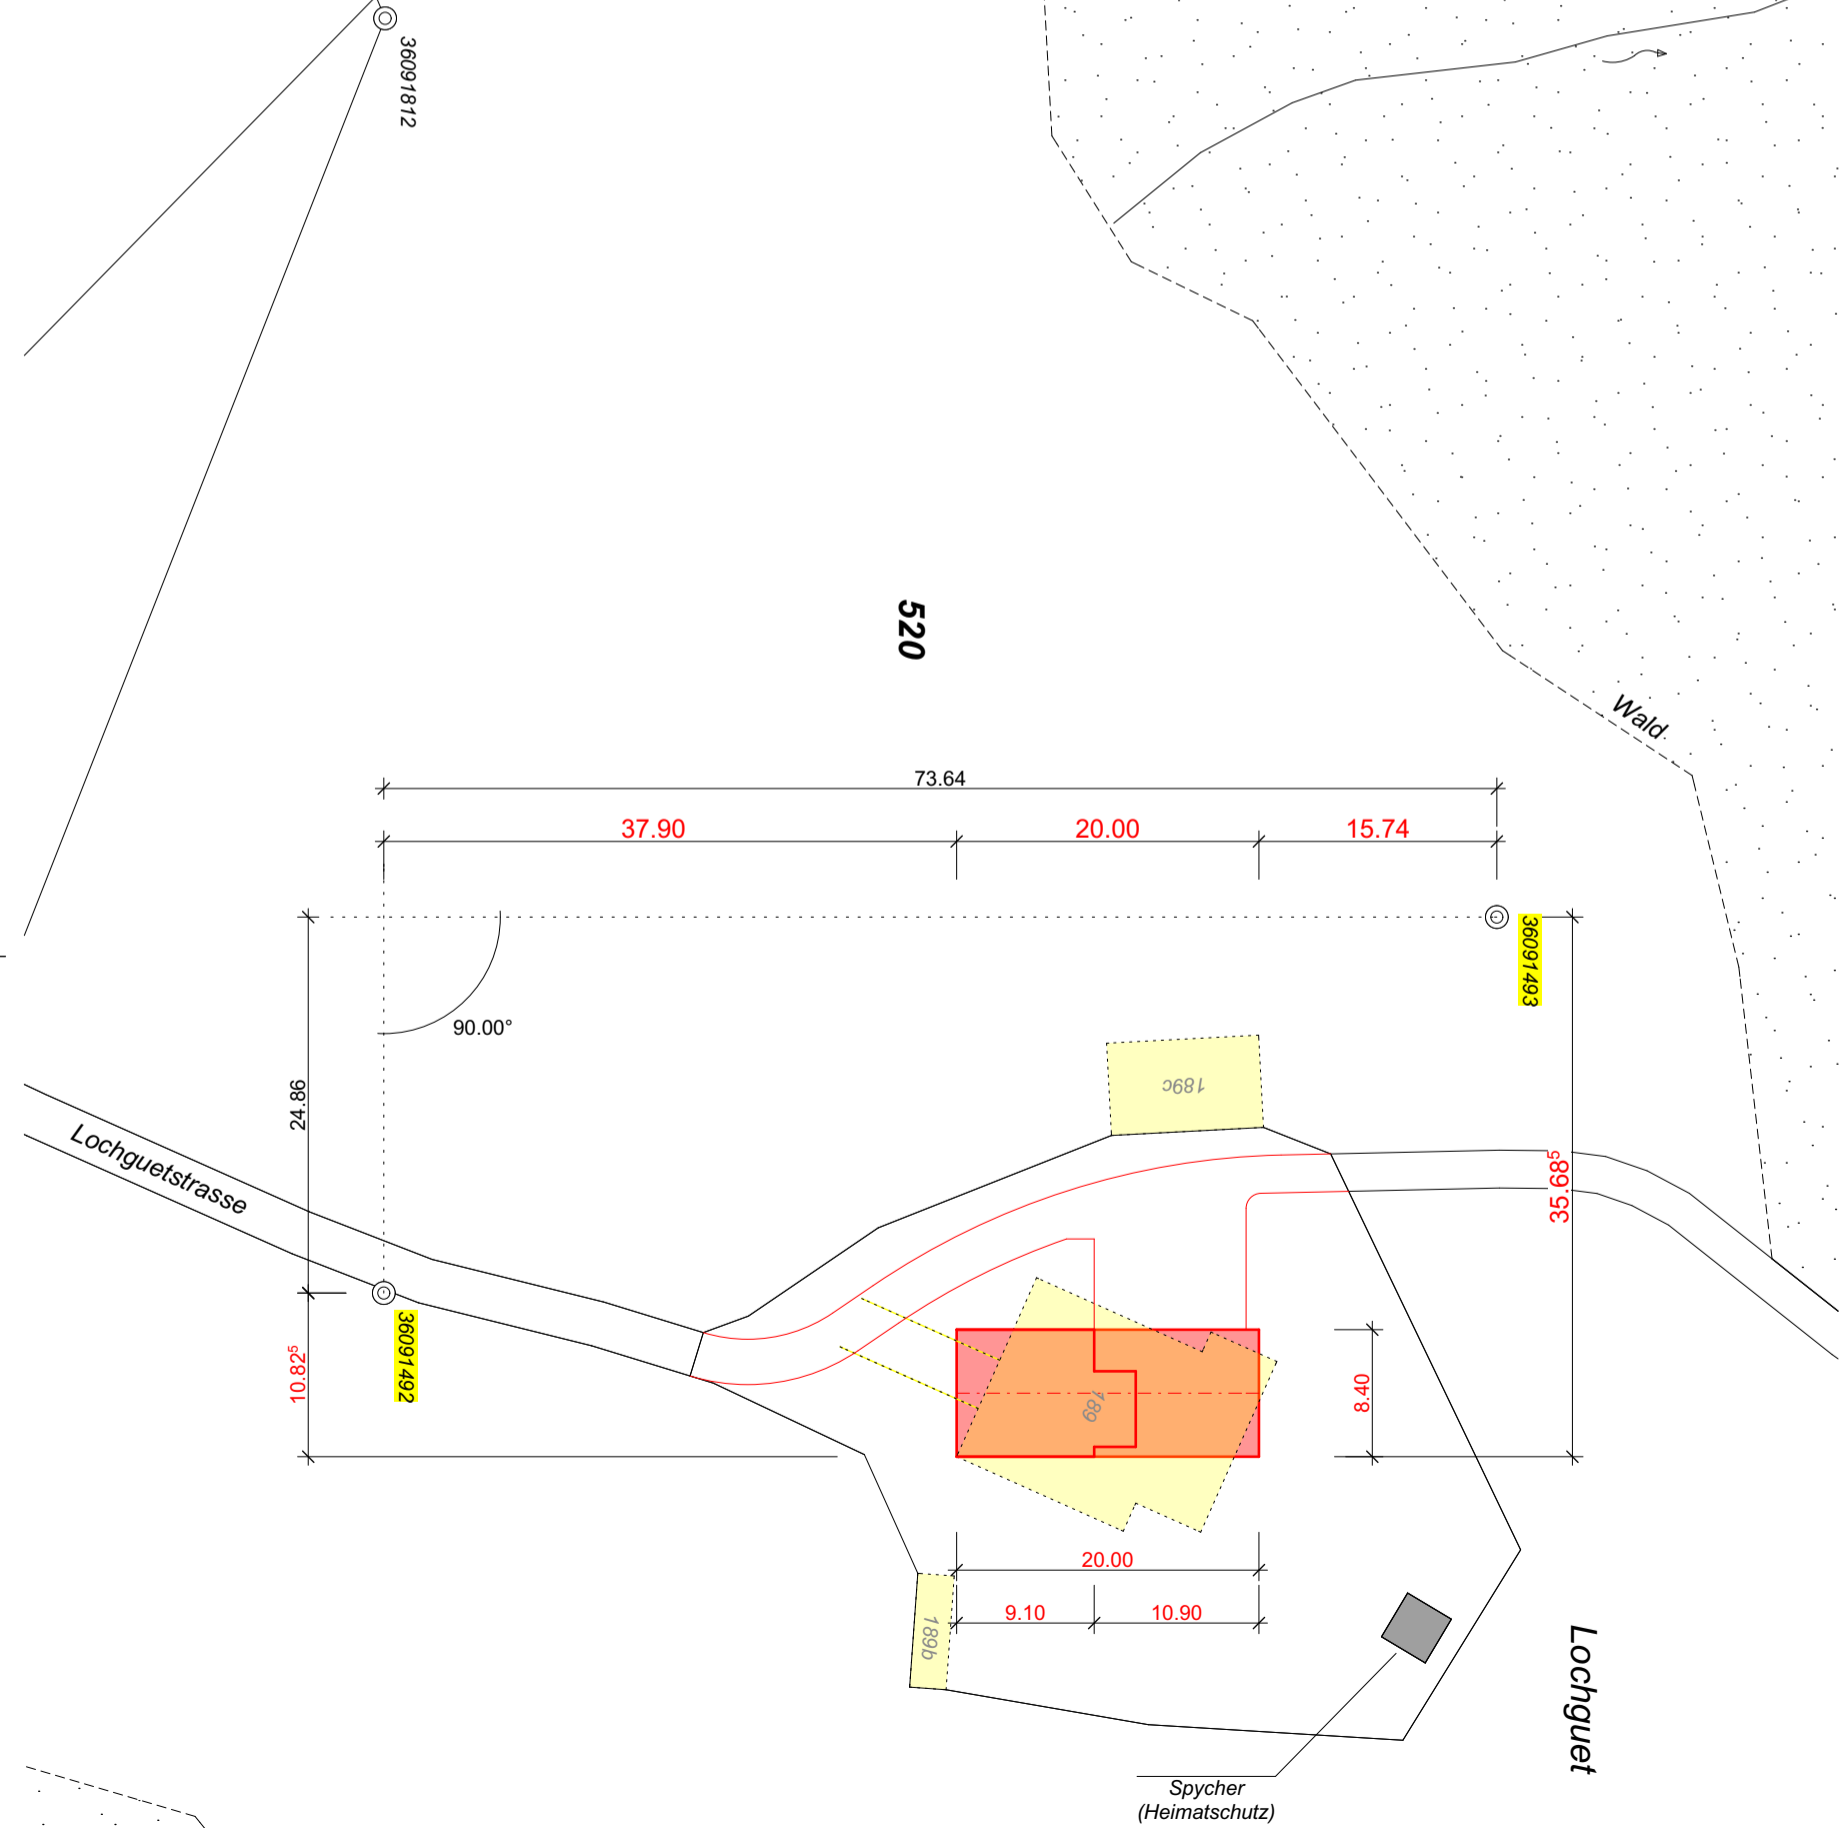 36091812
520
Wald
73.64
37.90
20.00
15.74
36091493
90.00°
24.86
189c
Lochguetstrasse
35.68⁵
10.82⁵
36091492
189
8.40
20.00
9.10
10.90
189b
Lochguet
Spycher
(Heimatschutz)